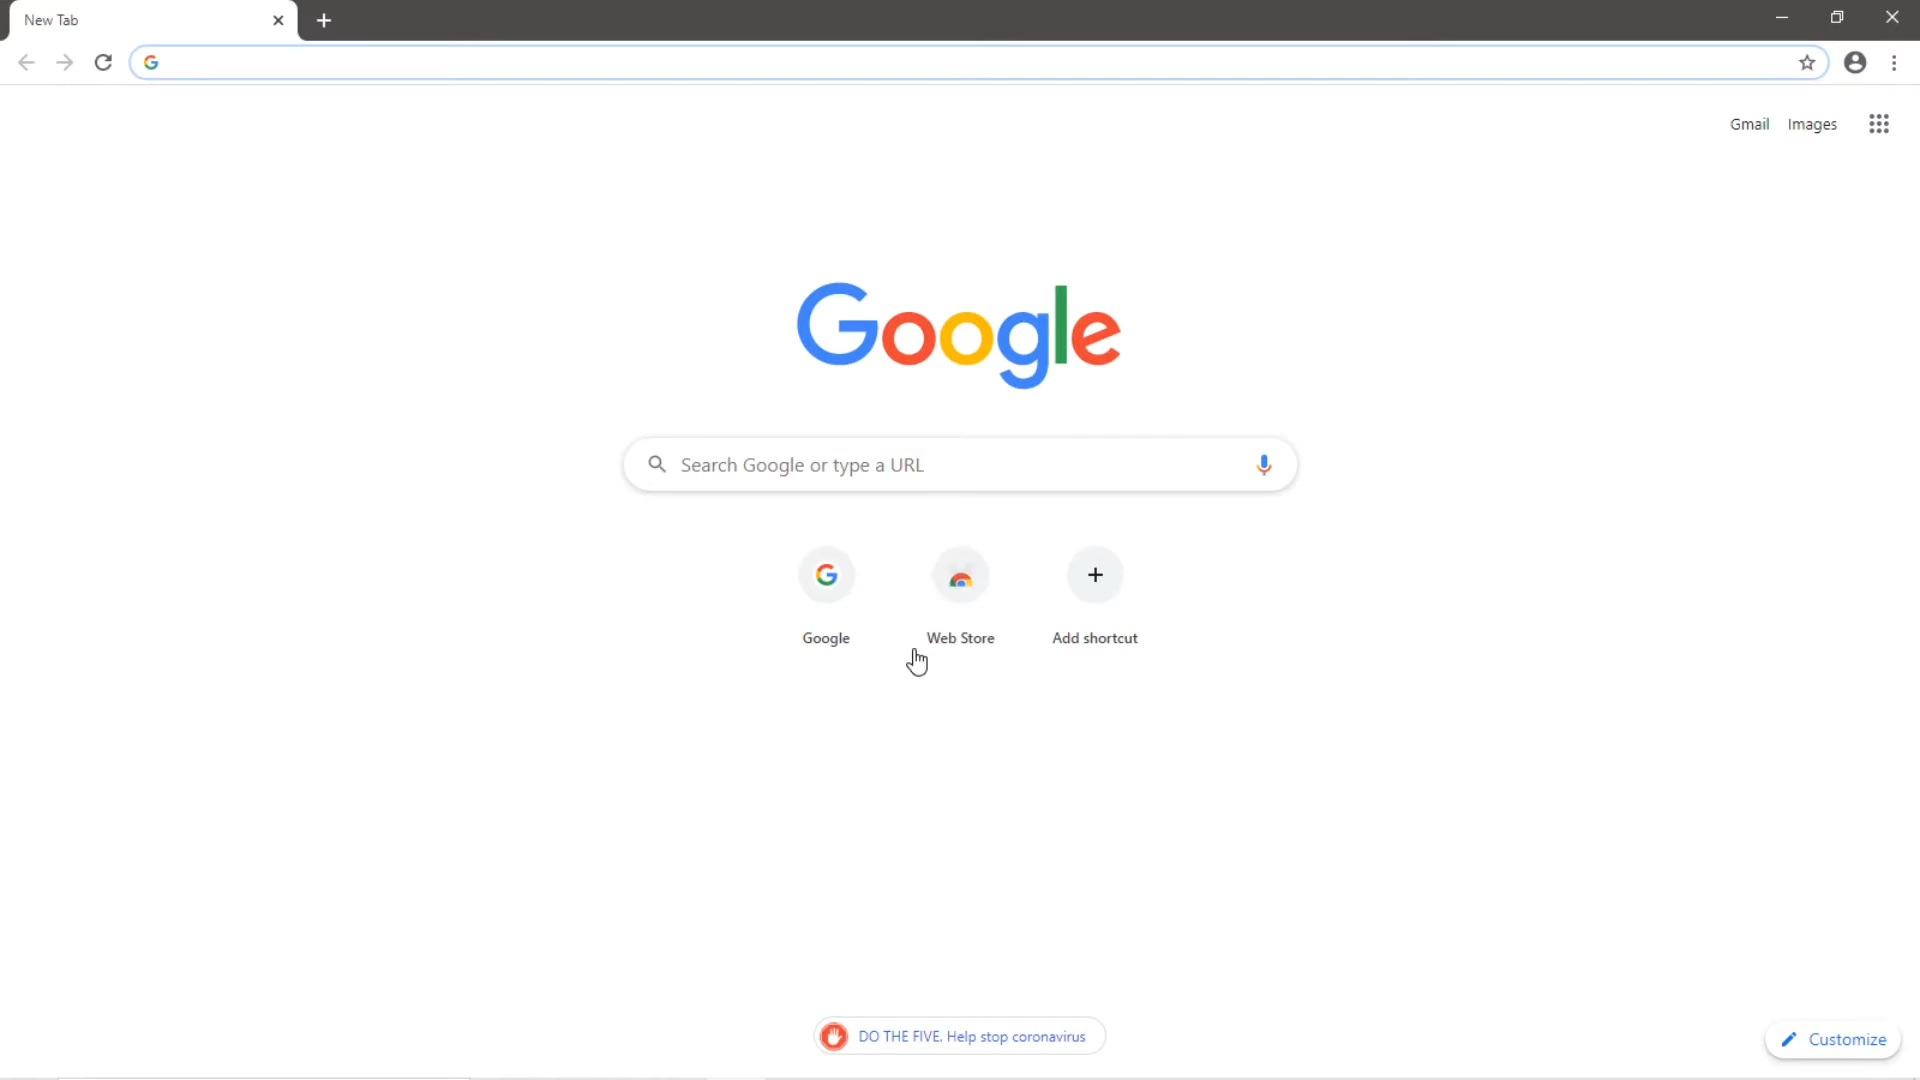 New Tab
Gmail Images
Google
Search Google or type a URL
Google Web Store Add shortcut
DO THE FIVE. Help stop coronavirus
Customize